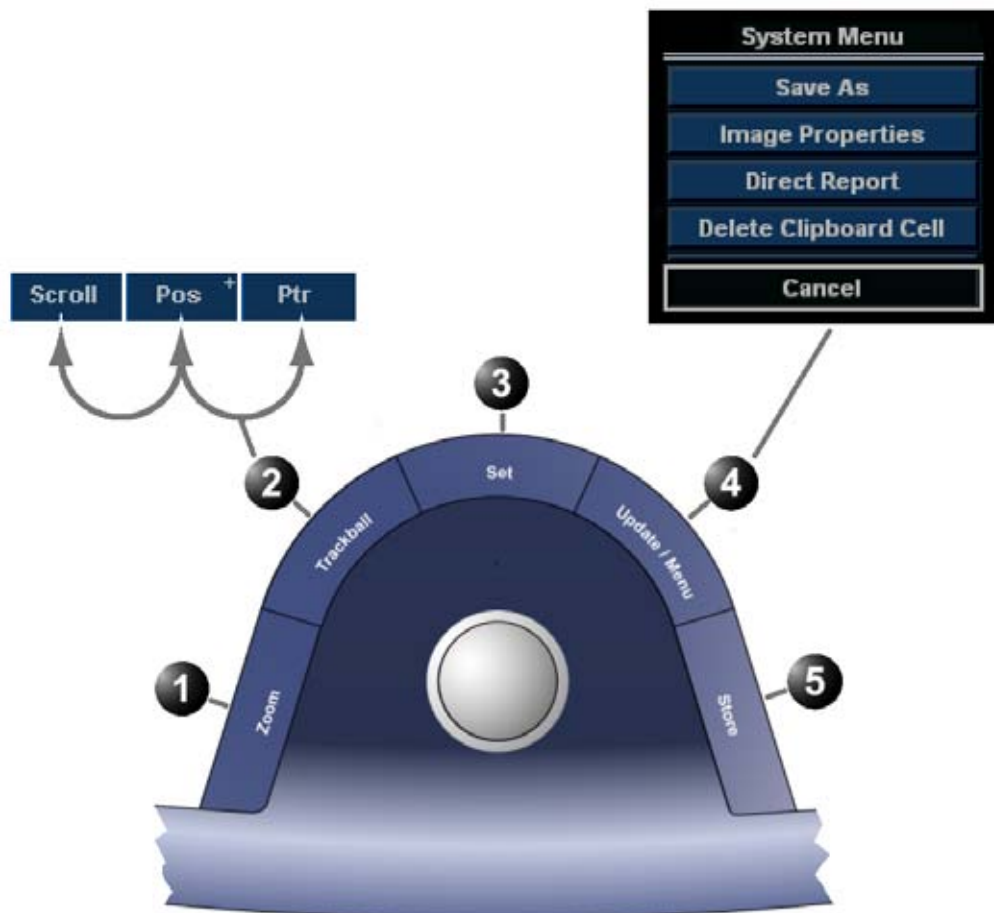 System Menu
Save As
Image Properties
Direct Report
Delete Clipboard Cell
Cancel
Scroll
Pos +
Ptr
1
Zoom
2
Trackball
3
Set
4
Update / Menu
5
Store